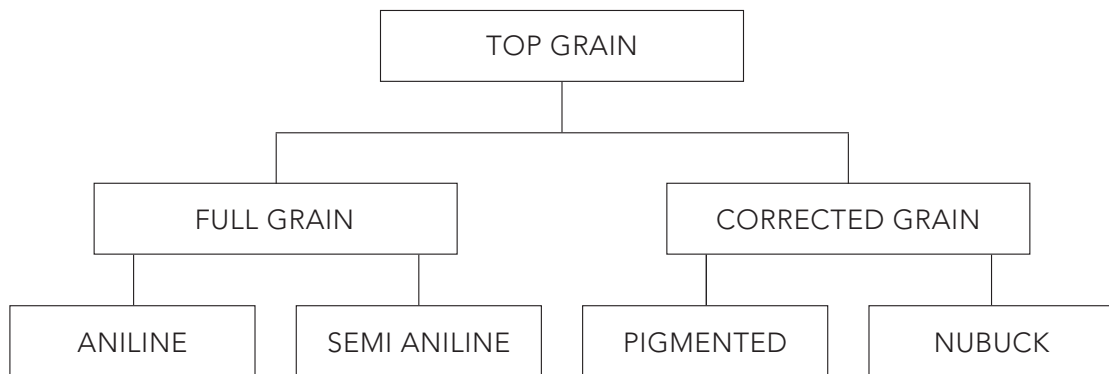 TOP GRAIN
FULL GRAIN
CORRECTED GRAIN
ANILINE
SEMI ANILINE
PIGMENTED
NUBUCK